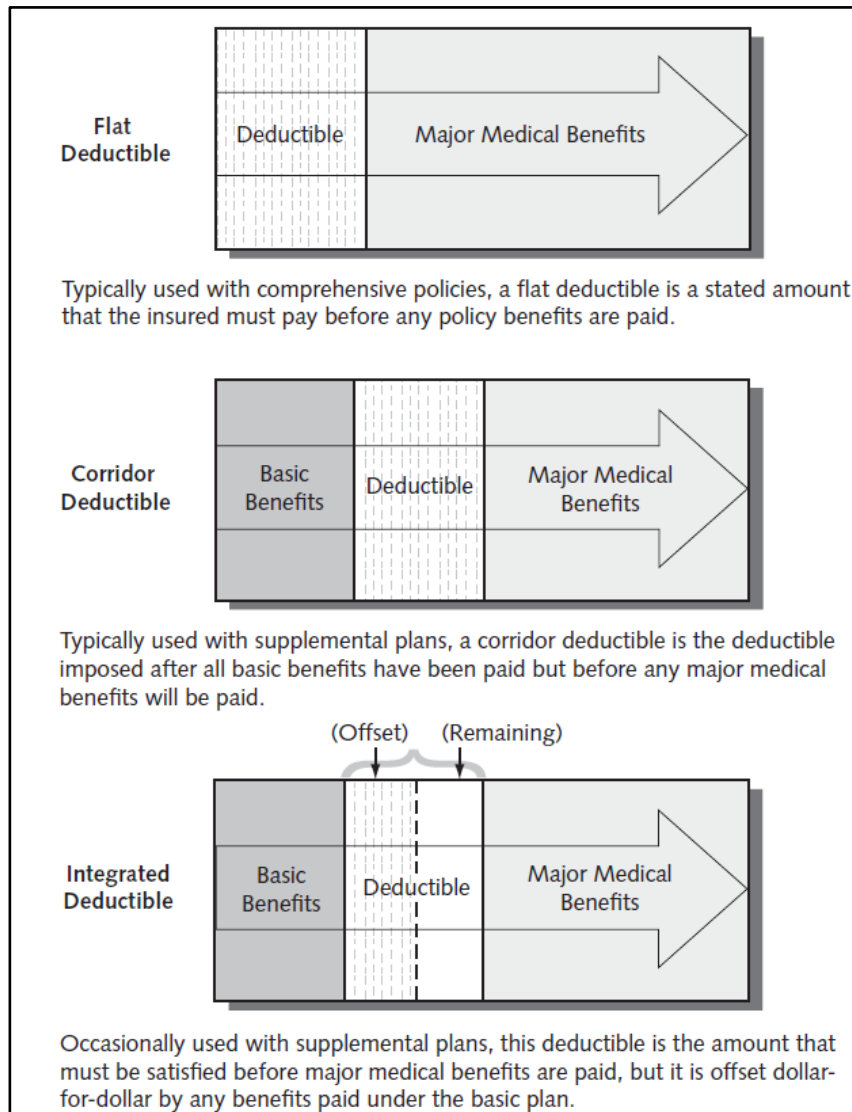 Flat
Deductible
Deductible
Major Medical Benefits
Typically used with comprehensive policies, a flat deductible is a stated amount
that the insured must pay before any policy benefits are paid.
Corridor
Deductible
Basic
Benefits
Deductible
Major Medical
Benefits
Typically used with supplemental plans, a corridor deductible is the deductible
imposed after all basic benefits have been paid but before any major medical
benefits will be paid.
(Offset)
(Remaining)
Integrated
Deductible
Basic
Benefits
Deductible
Major Medical
Benefits
Occasionally used with supplemental plans, this deductible is the amount that
must be satisfied before major medical benefits are paid, but it is offset dollar-
for-dollar by any benefits paid under the basic plan.